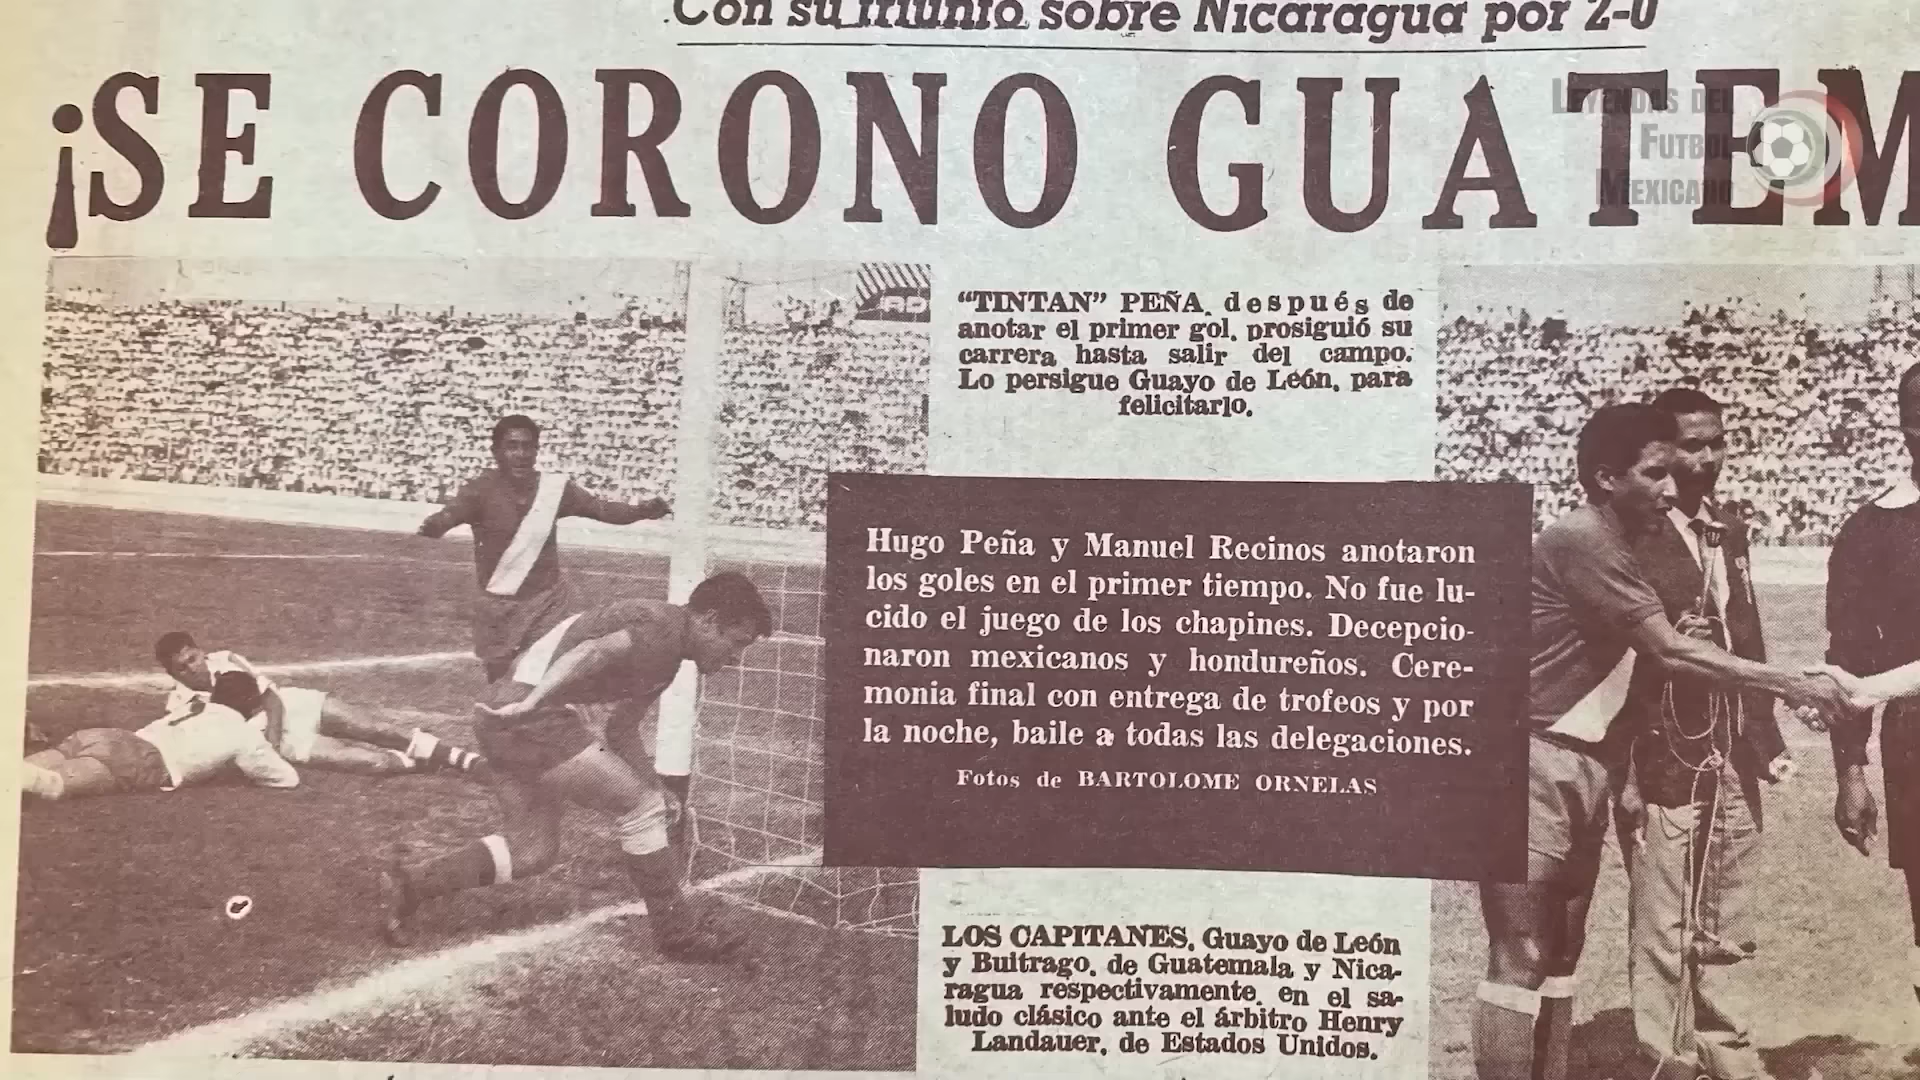 Con su triunfo sobre Nicaragua por 2-0
¡SE CORONO GUATEM
LEYENDAS DEL
FUTBOL
MEXICANO
"TINTAN" PEÑA, después de
anotar el primer gol, prosiguió su
carrera hasta salir del campo.
Lo persigue Guayo de León, para
felicitarlo.
Hugo Peña y Manuel Recinos anotaron
los goles en el primer tiempo. No fue lu-
cido el juego de los chapines. Decepcio-
naron mexicanos y hondureños. Cere-
monia final con entrega de trofeos y por
la noche, baile a todas las delegaciones.
Fotos de BARTOLOME ORNELAS
LOS CAPITANES, Guayo de León
y Buitrago, de Guatemala y Nica-
ragua respectivamente, en el sa-
ludo clásico ante el árbitro Henry
Landauer, de Estados Unidos.